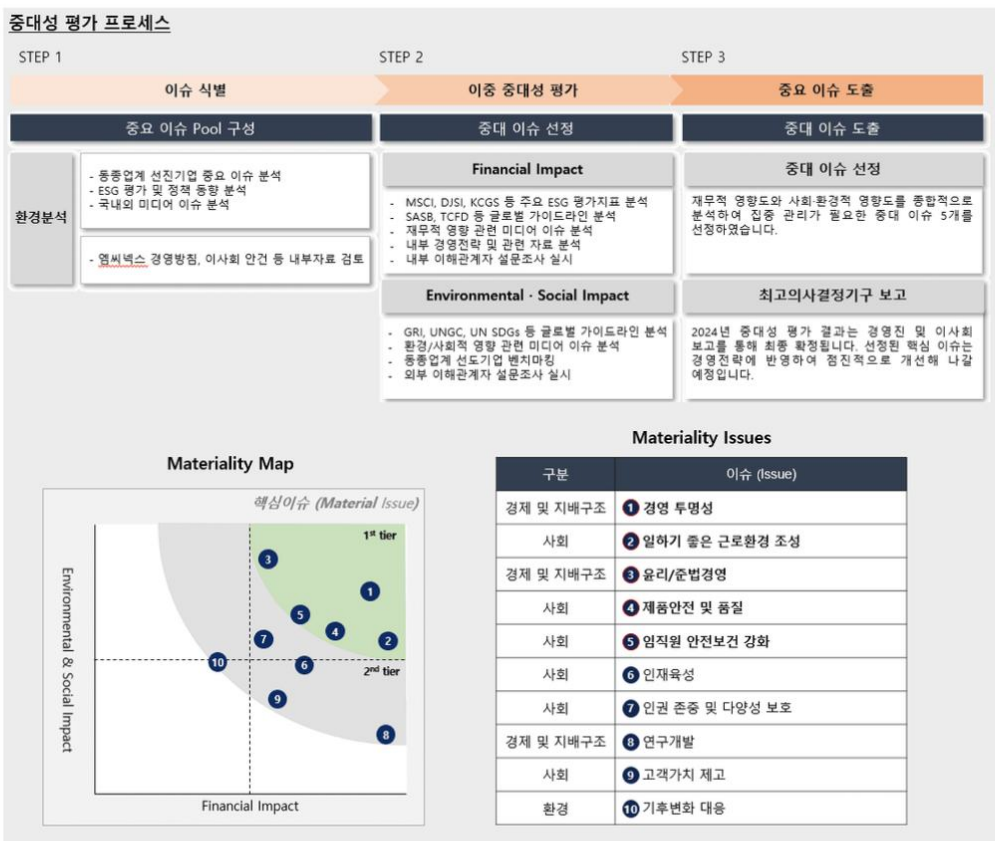 중대성 평가 프로세스
STEP 1
이슈 식별
중요 이슈 Pool 구성
환경분석
- 동종업계 선진기업 중요 이슈 분석
- ESG 평가 및 정책 동향 분석
- 국내외 미디어 이슈 분석
- 엠씨넥스 경영방침, 이사회 안건 등 내부자료 검토
STEP 2
이중 중대성 평가
중대 이슈 선정
Financial Impact
- MSCI, DJSI, KCGS 등 주요 ESG 평가지표 분석
- SASB, TCFD 등 글로벌 가이드라인 분석
- 재무적 영향 관련 미디어 이슈 분석
- 내부 경영전략 및 관련 자료 분석
- 내부 이해관계자 설문조사 실시
Environmental · Social Impact
- GRI, UNGC, UN SDGs 등 글로벌 가이드라인 분석
- 환경/사회적 영향 관련 미디어 이슈 분석
- 동종업계 선도기업 벤치마킹
- 외부 이해관계자 설문조사 실시
STEP 3
중요 이슈 도출
중대 이슈 도출
중대 이슈 선정
재무적 영향도와 사회·환경적 영향도를 종합적으로
분석하여 집중 관리가 필요한 중대 이슈 5개를
선정하였습니다.
최고의사결정기구 보고
2024년 중대성 평가 결과는 경영진 및 이사회
보고를 통해 최종 확정됩니다. 선정된 핵심 이슈는
경영전략에 반영하여 점진적으로 개선해 나갈
예정입니다.
Materiality Map
핵심이슈 (Material Issue)
1st tier
3
1
5
4
7
2
10
6
2nd tier
9
8
Environmental & Social Impact
Financial Impact
Materiality Issues
구분 이슈 (Issue)
경제 및 지배구조 1 경영 투명성
사회 2 일하기 좋은 근로환경 조성
경제 및 지배구조 3 윤리/준법경영
사회 4 제품안전 및 품질
사회 5 임직원 안전보건 강화
사회 6 인재육성
사회 7 인권 존중 및 다양성 보호
경제 및 지배구조 8 연구개발
사회 9 고객가치 제고
환경 10 기후변화 대응